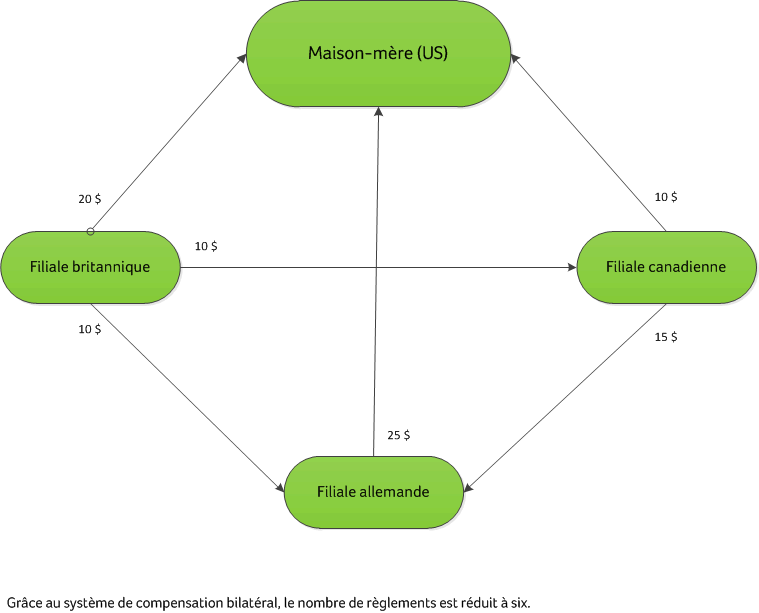 Maison-mère (US)
20 $
10 $
Filiale britannique
10 $
Filiale canadienne
10 $
15 $
25 $
Filiale allemande
Grâce au système de compensation bilatéral, le nombre de règlements est réduit à six.